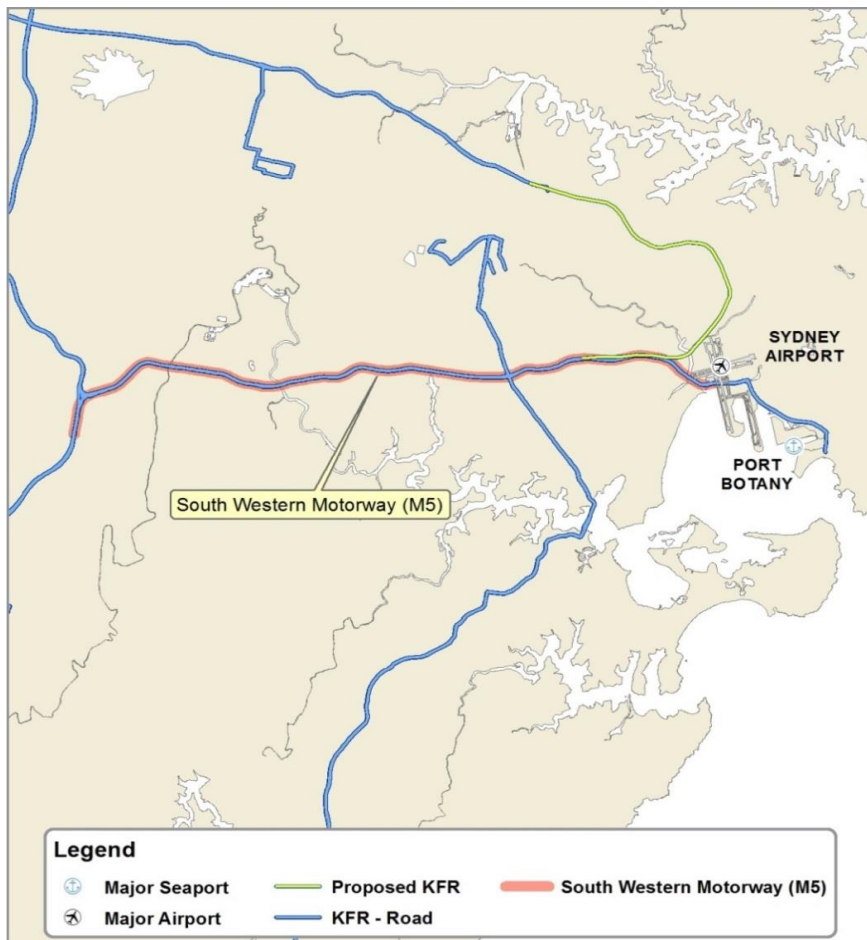 SYDNEY
AIRPORT
PORT
BOTANY
South Western Motorway (M5)
Legend
Major Seaport
Proposed KFR
South Western Motorway (M5)
Major Airport
KFR - Road